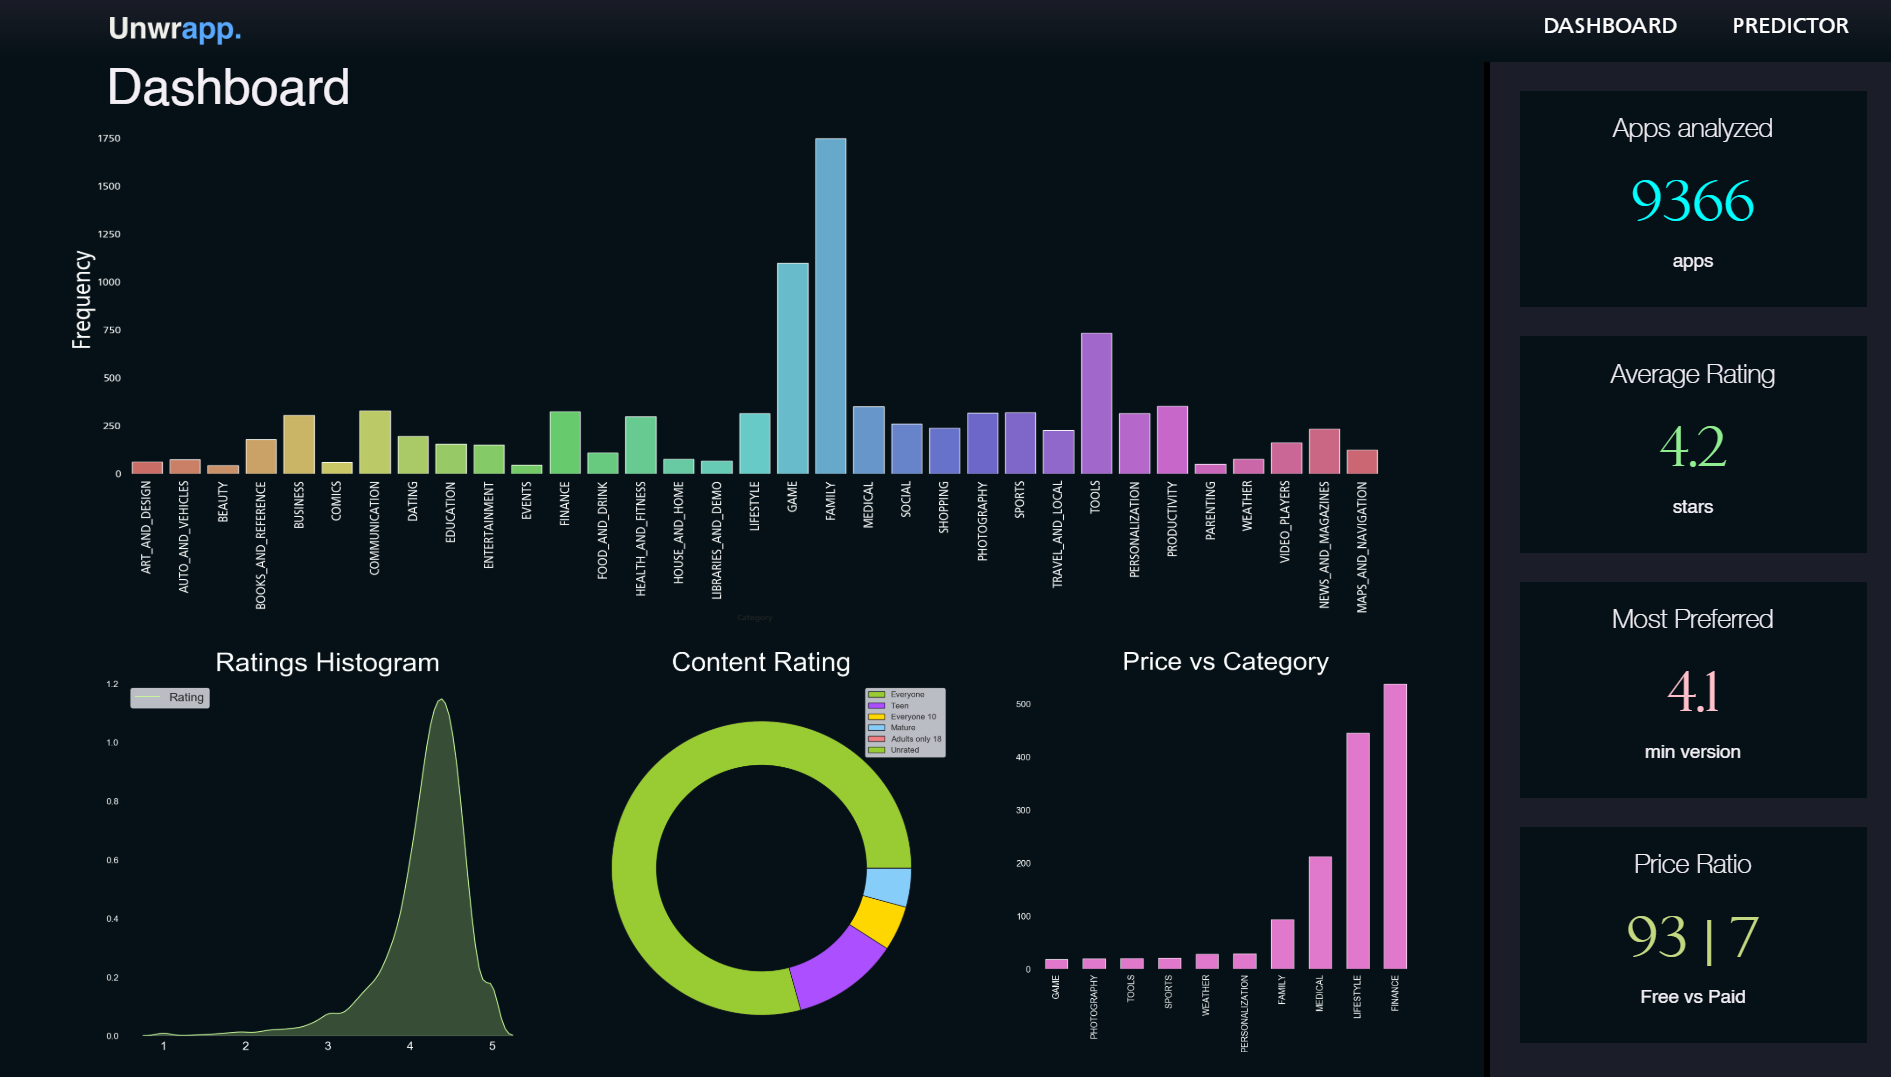 Unwrapp.
DASHBOARD
PREDICTOR
Dashboard
Frequency
1750
1500
1250
1000
750
500
250
0
ART_AND_DESIGN
AUTO_AND_VEHICLES
BEAUTY
BOOKS_AND_REFERENCE
BUSINESS
COMICS
COMMUNICATION
DATING
EDUCATION
ENTERTAINMENT
EVENTS
FINANCE
FOOD_AND_DRINK
HEALTH_AND_FITNESS
HOUSE_AND_HOME
LIBRARIES_AND_DEMO
LIFESTYLE
GAME
FAMILY
MEDICAL
SOCIAL
SHOPPING
PHOTOGRAPHY
SPORTS
TRAVEL_AND_LOCAL
TOOLS
PERSONALIZATION
PRODUCTIVITY
PARENTING
WEATHER
VIDEO_PLAYERS
NEWS_AND_MAGAZINES
MAPS_AND_NAVIGATION
Category
Ratings Histogram
Rating
1.2
1.0
0.8
0.6
0.4
0.2
0.0
1
2
3
4
5
Content Rating
Everyone
Teen
Everyone 10
Mature
Adults only 18
Unrated
Price vs Category
500
400
300
200
100
0
GAME
PHOTOGRAPHY
TOOLS
SPORTS
WEATHER
PERSONALIZATION
FAMILY
MEDICAL
LIFESTYLE
FINANCE
Apps analyzed
9366
apps
Average Rating
4.2
stars
Most Preferred
4.1
min version
Price Ratio
93 | 7
Free vs Paid